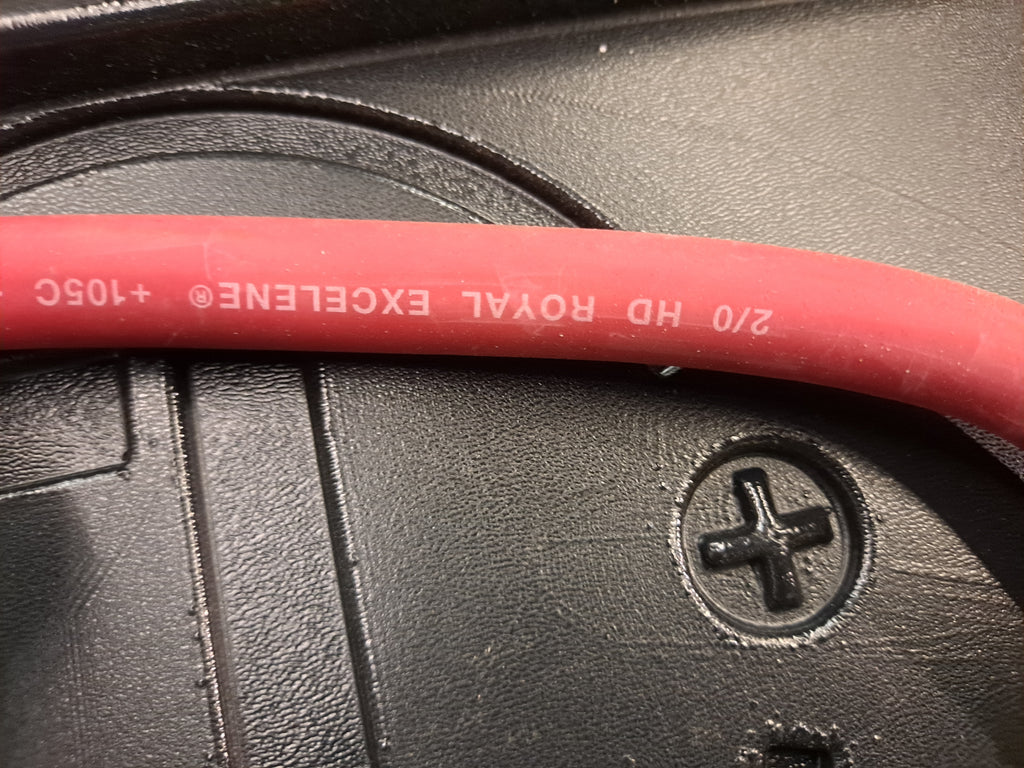 2/0 HD ROYAL EXCELENE® +105C